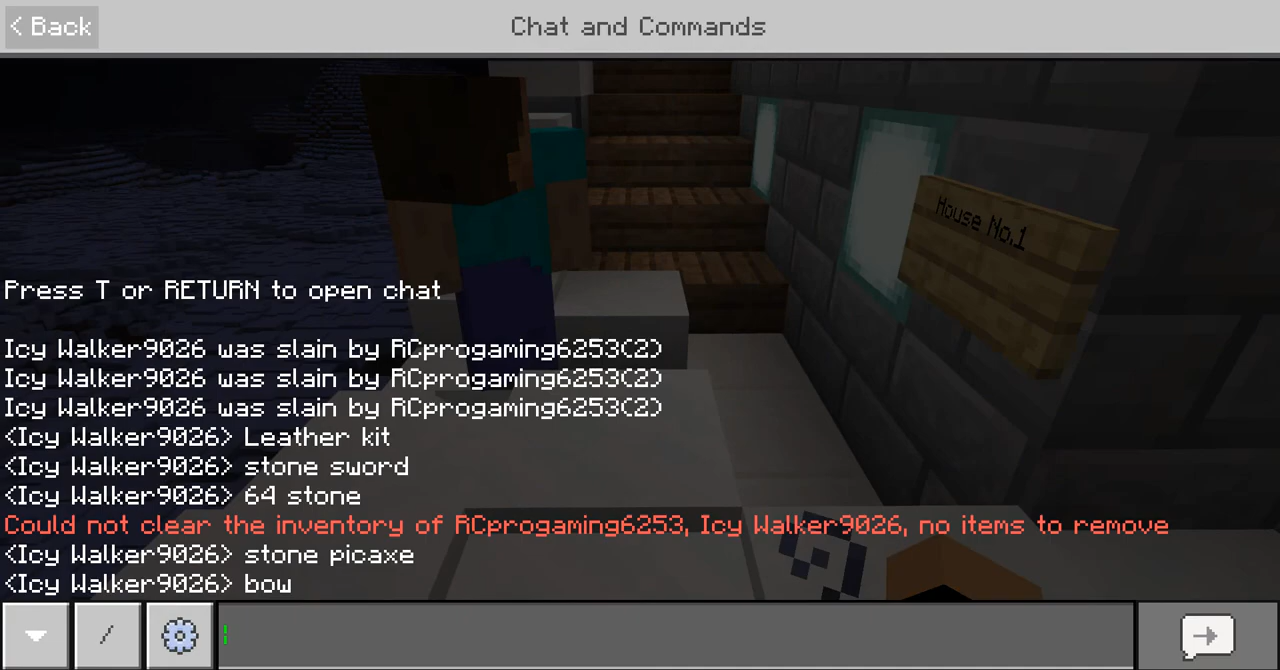 < Back
Chat and Commands
House No.1
Press T or RETURN to open chat
Icy Walker9026 was slain by RCprogaming6253(2)
Icy Walker9026 was slain by RCprogaming6253(2)
Icy Walker9026 was slain by RCprogaming6253(2)
<Icy Walker9026> Leather kit
<Icy Walker9026> stone sword
<Icy Walker9026> 64 stone
Could not clear the inventory of RCprogaming6253, Icy Walker9026, no items to remove
<Icy Walker9026> stone picaxe
<Icy Walker9026> bow
/